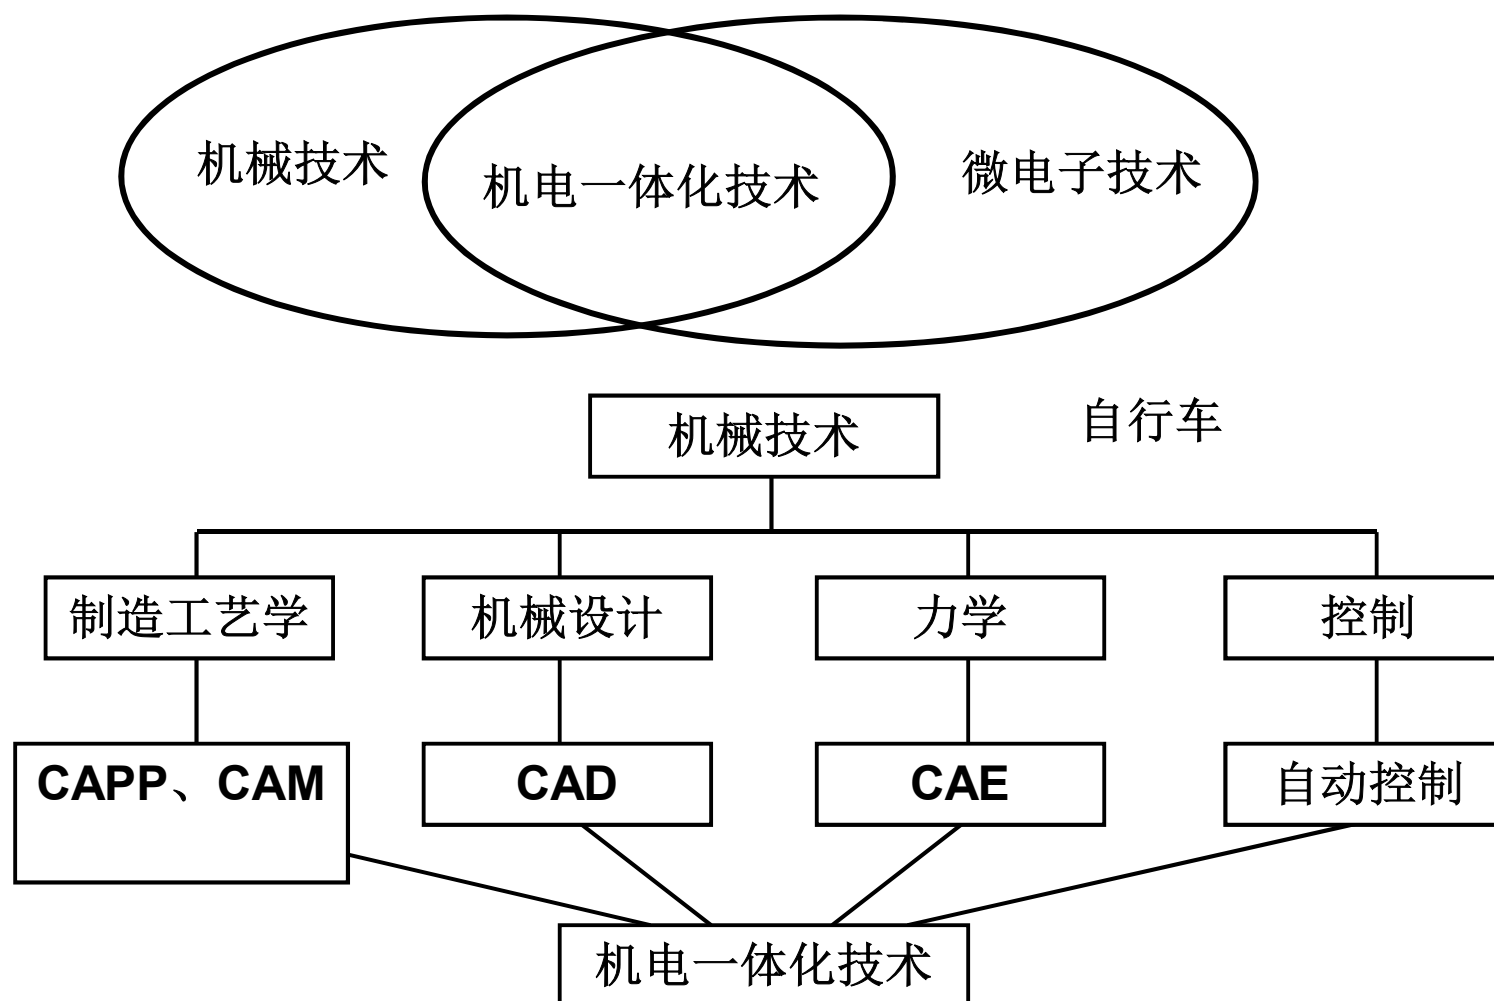 机械技术
机电一体化技术
微电子技术
机械技术
自行车
制造工艺学
机械设计
力学
控制
CAPP、CAM
CAD
CAE
自动控制
机电一体化技术